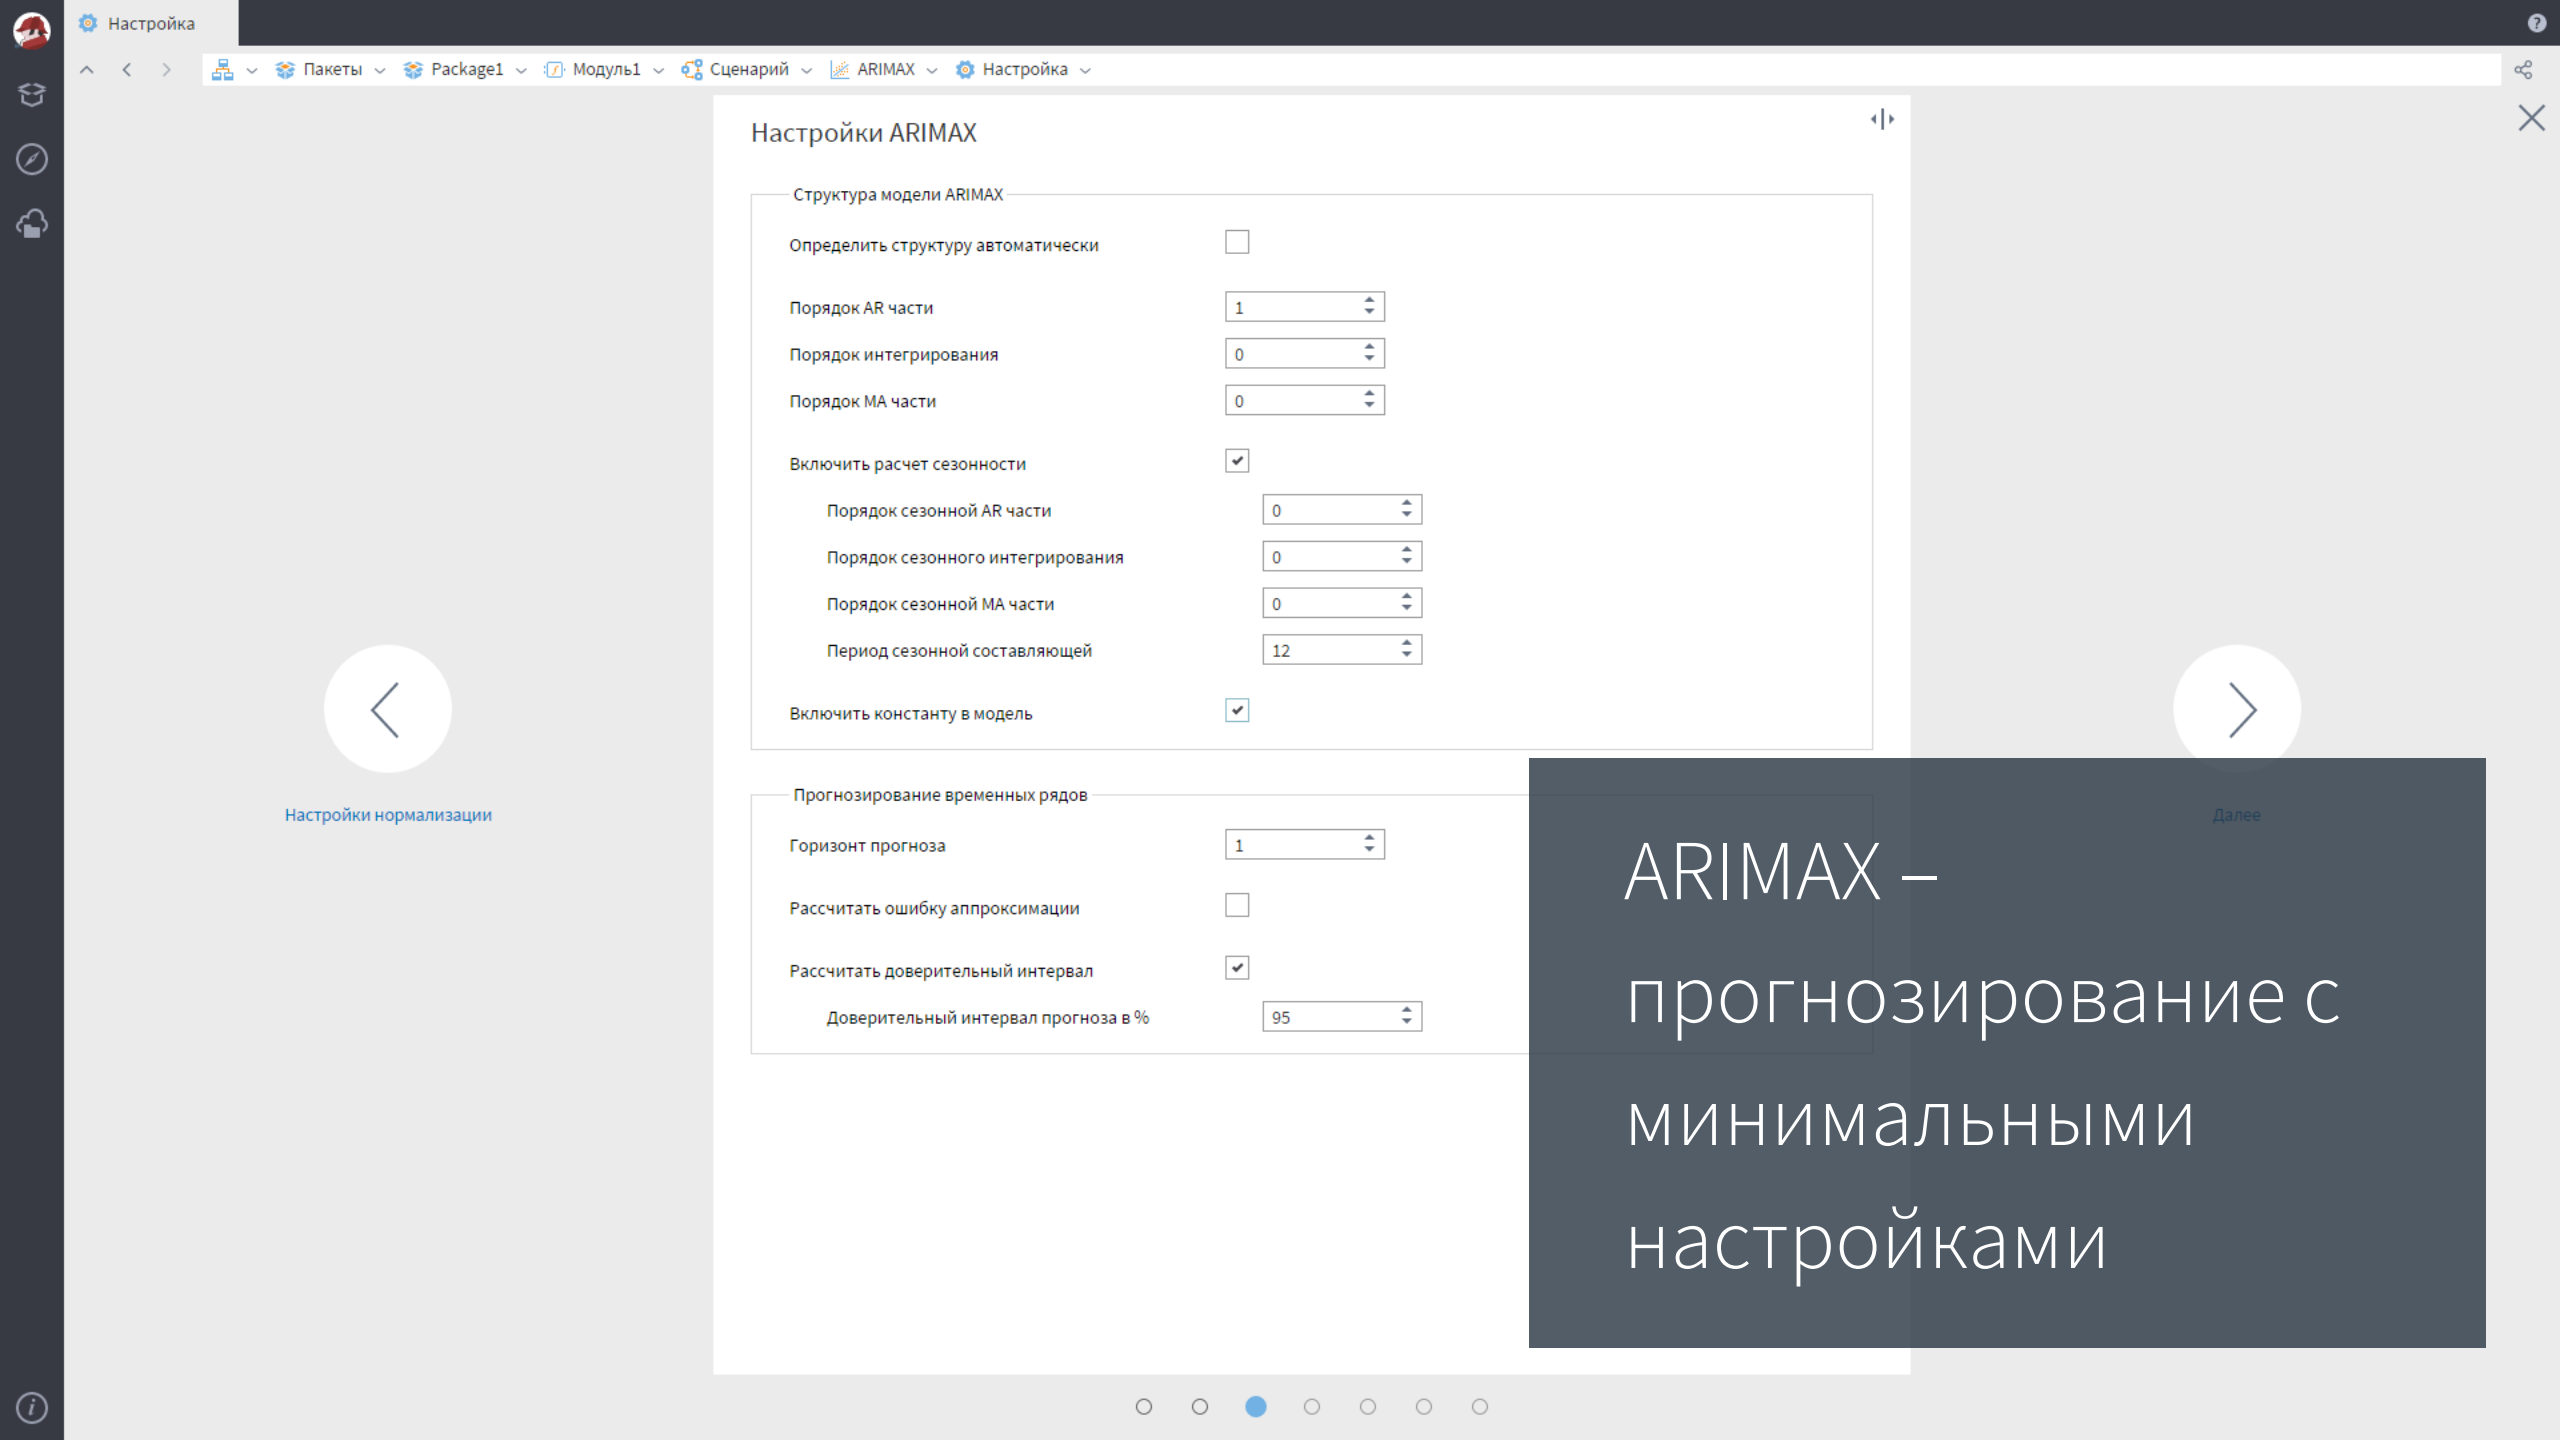 Настройка
Пакеты Package1 Модуль1 Сценарий ARIMAX Настройка
Настройки ARIMAX
Структура модели ARIMAX
Определить структуру автоматически
Порядок AR части 1
Порядок интегрирования 0
Порядок MA части 0
Включить расчет сезонности
Порядок сезонной AR части 0
Порядок сезонного интегрирования 0
Порядок сезонной MA части 0
Период сезонной составляющей 12
Включить константу в модель
Настройки нормализации
Далее
Прогнозирование временных рядов
Горизонт прогноза 1
Рассчитать ошибку аппроксимации
Рассчитать доверительный интервал
Доверительный интервал прогноза в % 95
ARIMAX –
прогнозирование с
минимальными
настройками